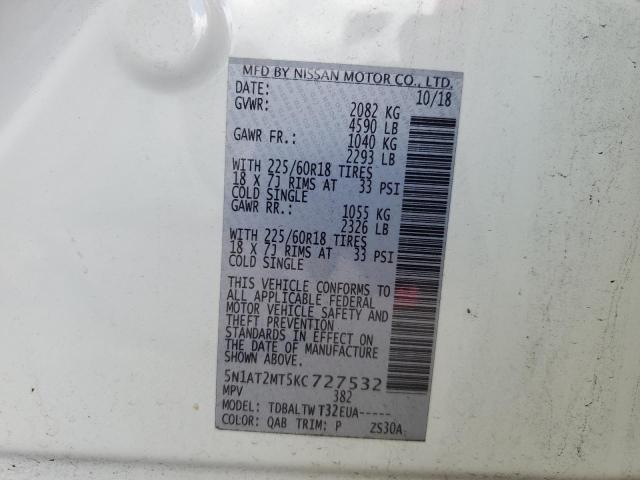 MFD BY NISSAN MOTOR CO., LTD.
DATE: 10/18
GVWR: 2082 KG
4590 LB
GAWR FR.: 1040 KG
2293 LB
WITH 225/60R18 TIRES
18 X 7J RIMS AT 33 PSI
COLD SINGLE
GAWR RR.: 1055 KG
2326 LB
WITH 225/60R18 TIRES
18 X 7J RIMS AT 33 PSI
COLD SINGLE
THIS VEHICLE CONFORMS TO
ALL APPLICABLE FEDERAL
MOTOR VEHICLE SAFETY AND
THEFT PREVENTION
STANDARDS IN EFFECT ON
THE DATE OF MANUFACTURE
SHOWN ABOVE.
5N1AT2MT5KC727532
MPV 382
MODEL: TDBALTWT32EUA-----
COLOR: QAB TRIM: P ZS30A